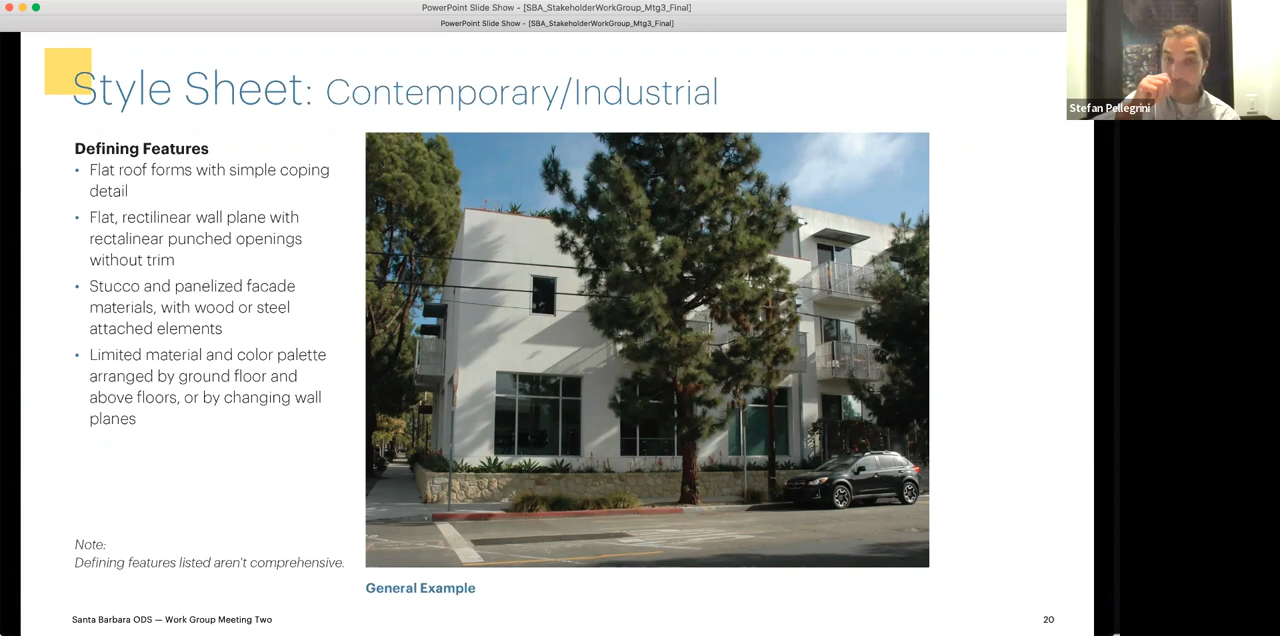 PowerPoint Slide Show - [SBA_StakeholderWorkGroup_Mtg3_Final]
PowerPoint Slide Show - [SBA_StakeholderWorkGroup_Mtg3_Final]
Stefan Pellegrini
Style Sheet: Contemporary/Industrial
Defining Features
• Flat roof forms with simple coping
detail
• Flat, rectilinear wall plane with
rectalinear punched openings
without trim
• Stucco and panelized facade
materials, with wood or steel
attached elements
• Limited material and color palette
arranged by ground floor and
above floors, or by changing wall
planes
Note:
Defining features listed aren't comprehensive.
General Example
Santa Barbara ODS — Work Group Meeting Two
20